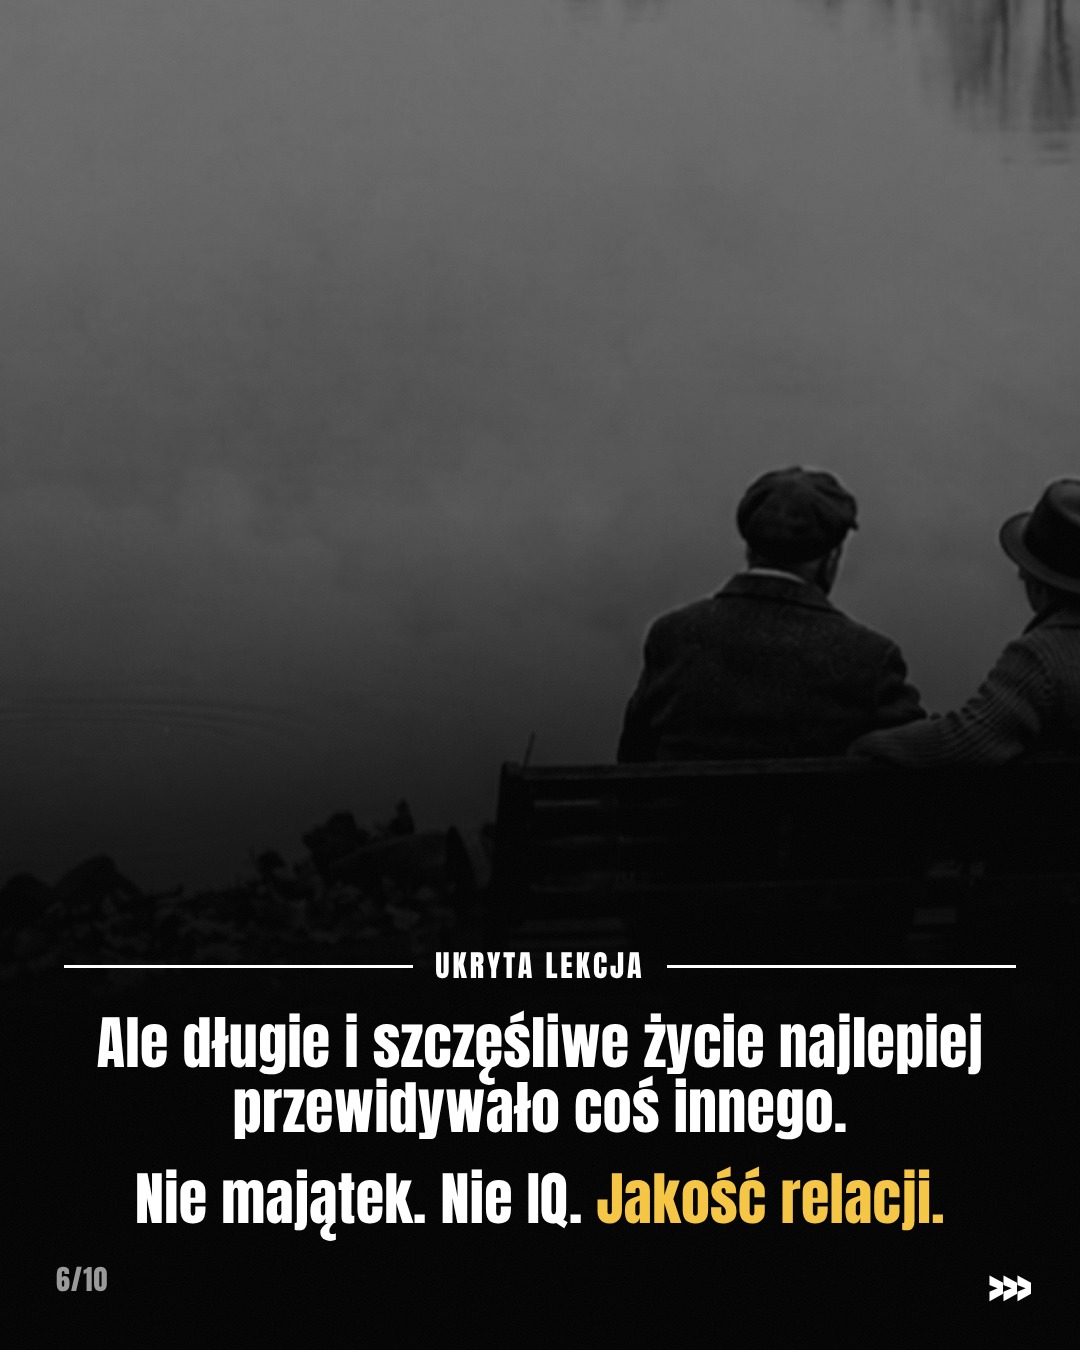 UKRYTA LEKCJA
Ale długie i szczęśliwe życie najlepiej
przewidywało coś innego.
Nie majątek. Nie IQ. Jakość relacji.
6/10
>>>